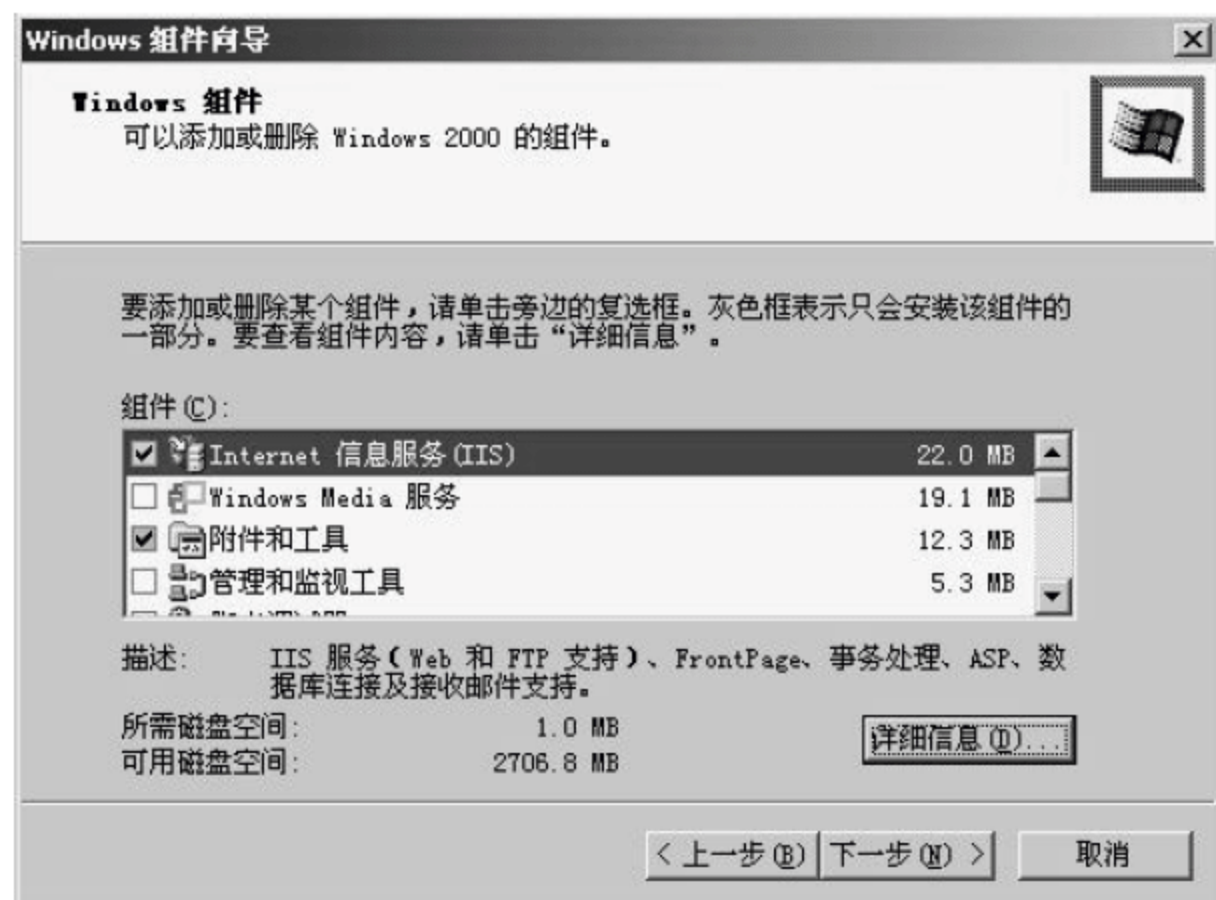 Windows 组件向导
Windows 组件
可以添加或删除 Windows 2000 的组件。
要添加或删除某个组件，请单击旁边的复选框。灰色框表示只会安装该组件的
一部分。要查看组件内容，请单击“详细信息”。
组件(C):
Internet 信息服务(IIS) 22.0 MB
Windows Media 服务 19.1 MB
附件和工具 12.3 MB
管理和监视工具 5.3 MB
描述: IIS 服务(Web 和 FTP 支持)、FrontPage、事务处理、ASP、数
据库连接及接收邮件支持。
所需磁盘空间: 1.0 MB
详细信息(D)...
可用磁盘空间: 2706.8 MB
< 上一步(B) 下一步(N) > 取消